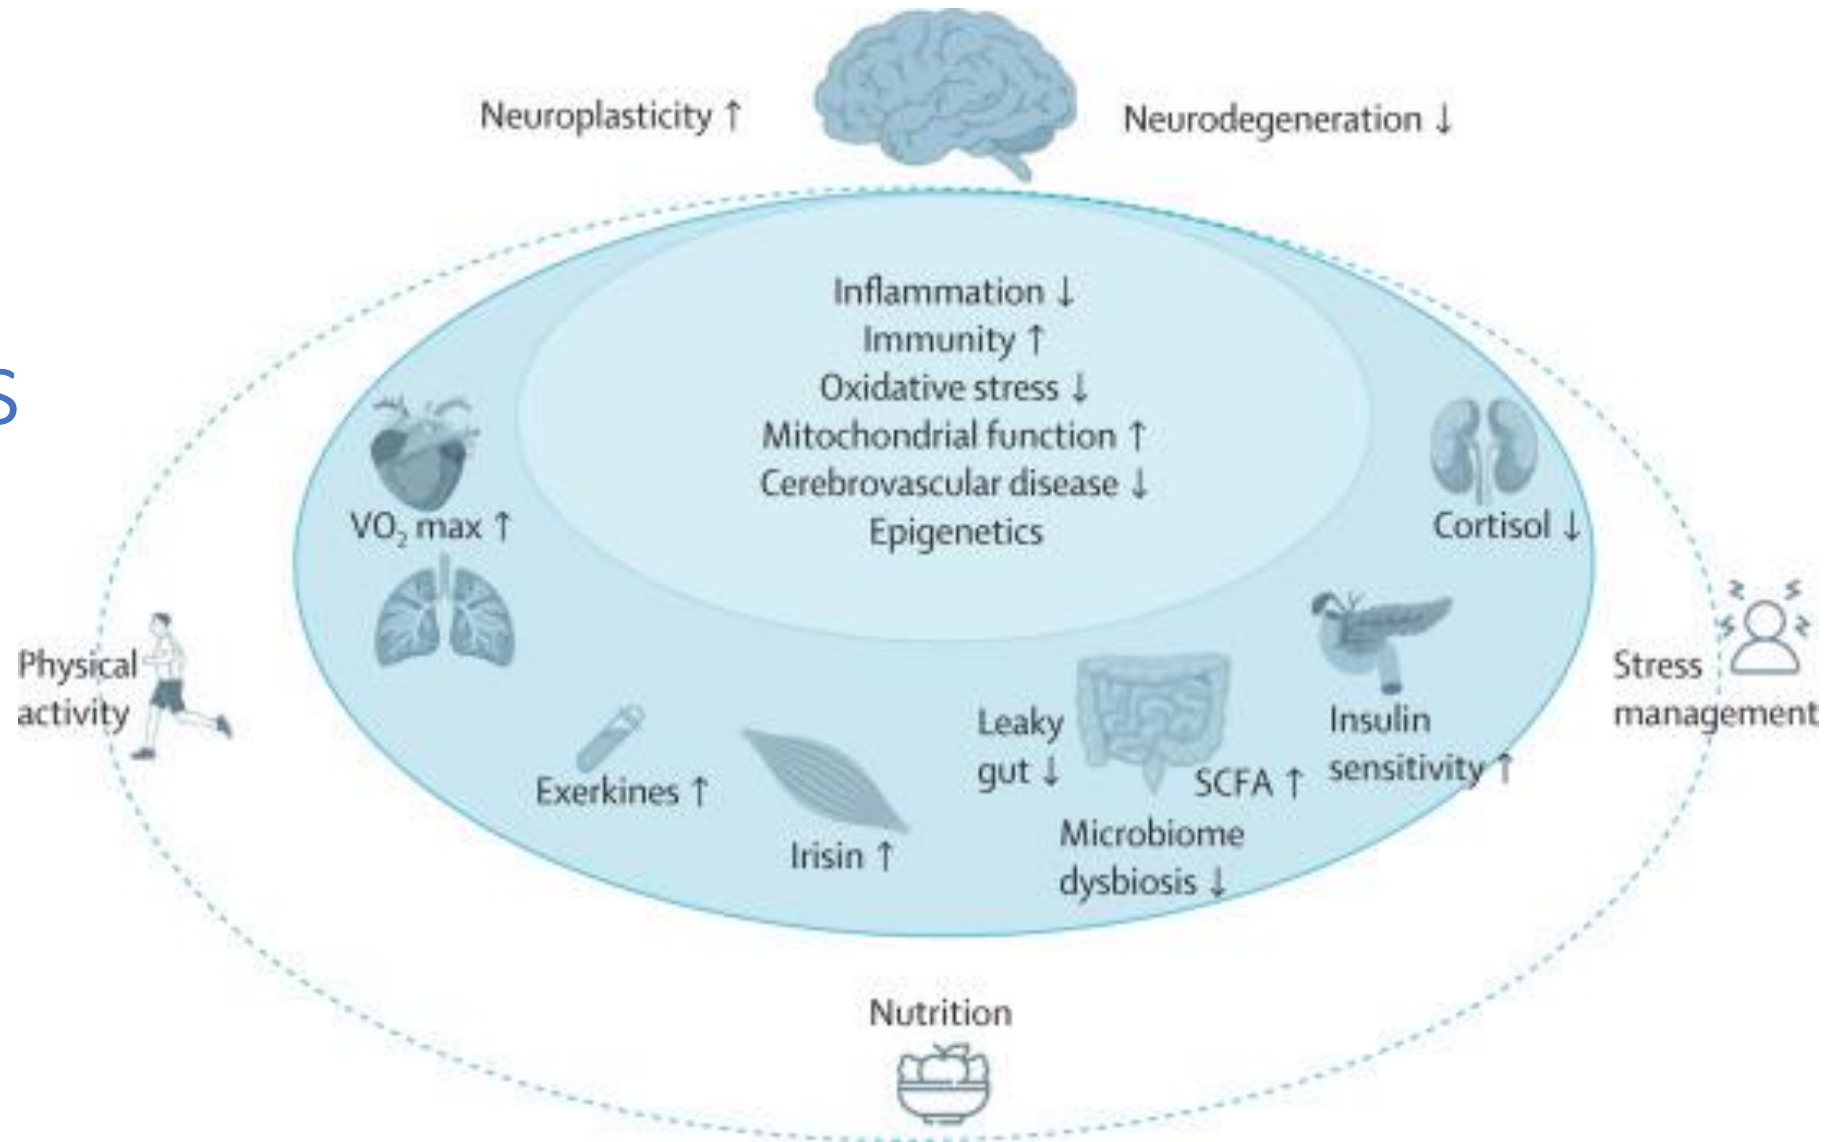 Neuroplasticity ↑
Neurodegeneration ↓
Inflammation ↓
Immunity ↑
Oxidative stress ↓
Mitochondrial function ↑
Cerebrovascular disease ↓
Epigenetics
s
VO₂ max ↑
Cortisol ↓
Physical
activity
Stress
management
Exerkines ↑
Irisin ↑
Leaky
gut ↓
SCFA ↑
Microbiome
dysbiosis ↓
Insulin
sensitivity ↑
Nutrition